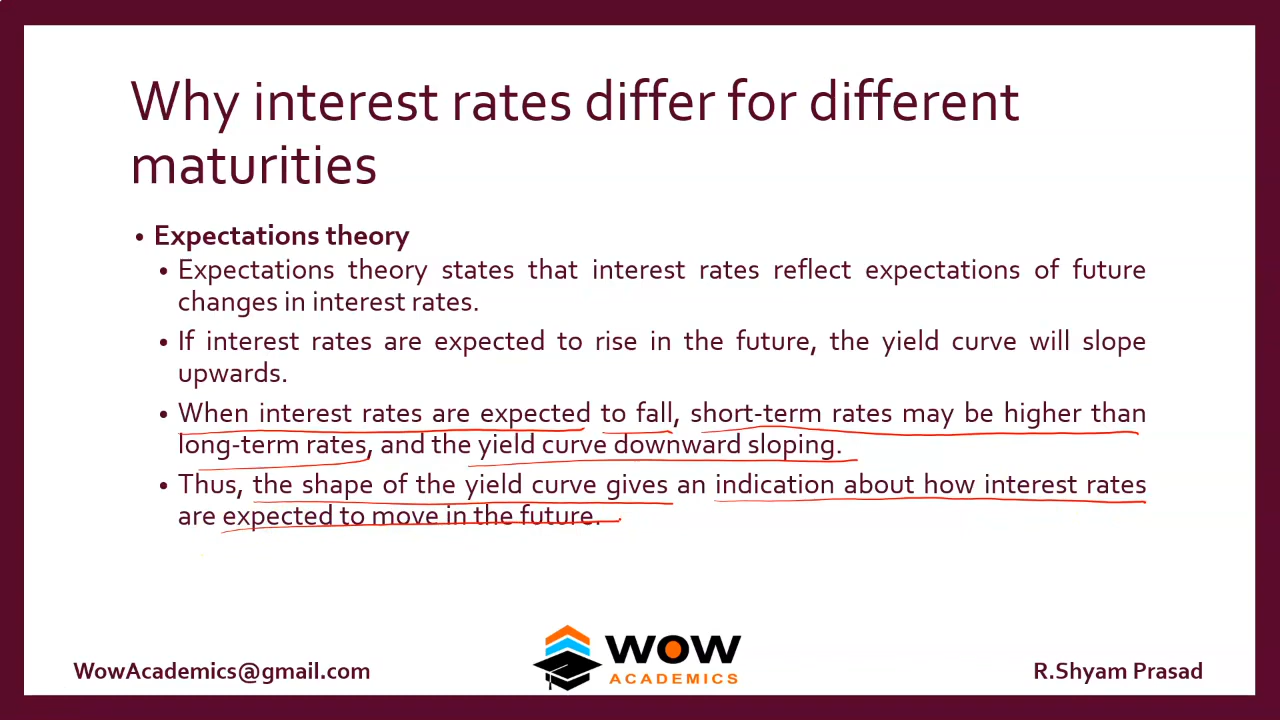 Why interest rates differ for different
maturities
• Expectations theory
• Expectations theory states that interest rates reflect expectations of future
changes in interest rates.
• If interest rates are expected to rise in the future, the yield curve will slope
upwards.
• When interest rates are expected to fall, short-term rates may be higher than
long-term rates, and the yield curve downward sloping.
• Thus, the shape of the yield curve gives an indication about how interest rates
are expected to move in the future.
WowAcademics@gmail.com
WOW
ACADEMICS
R.Shyam Prasad